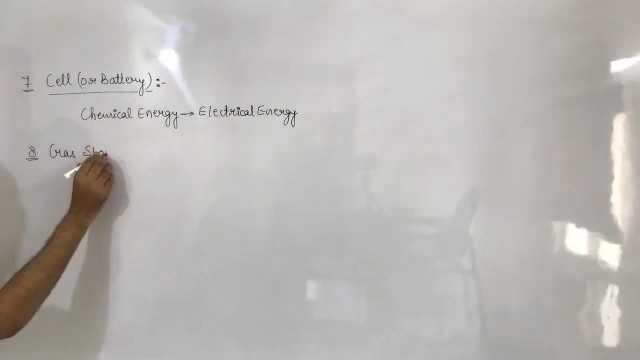 7 Cell (or Battery):-
Chemical Energy → Electrical Energy
8 Gas